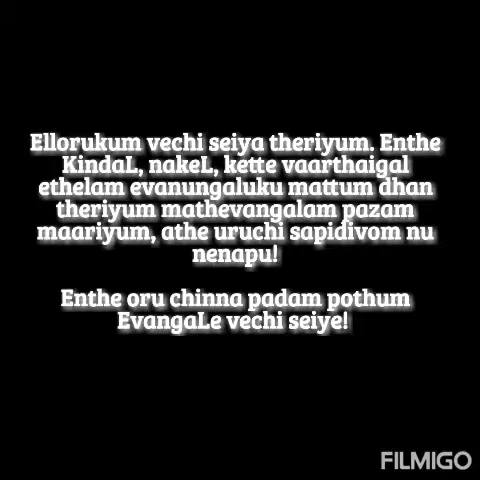 Ellorukum vechi seiya theriyum. Enthe
KindaL, nakeL, kette vaarthaigal
ethelam evanungaluku mattum dhan
theriyum mathevangalam pazam
maariyum, athe uruchi sapidivom nu
nenapu!
Enthe oru chinna padam pothum
EvangaLe vechi seiye!
FILMIGO